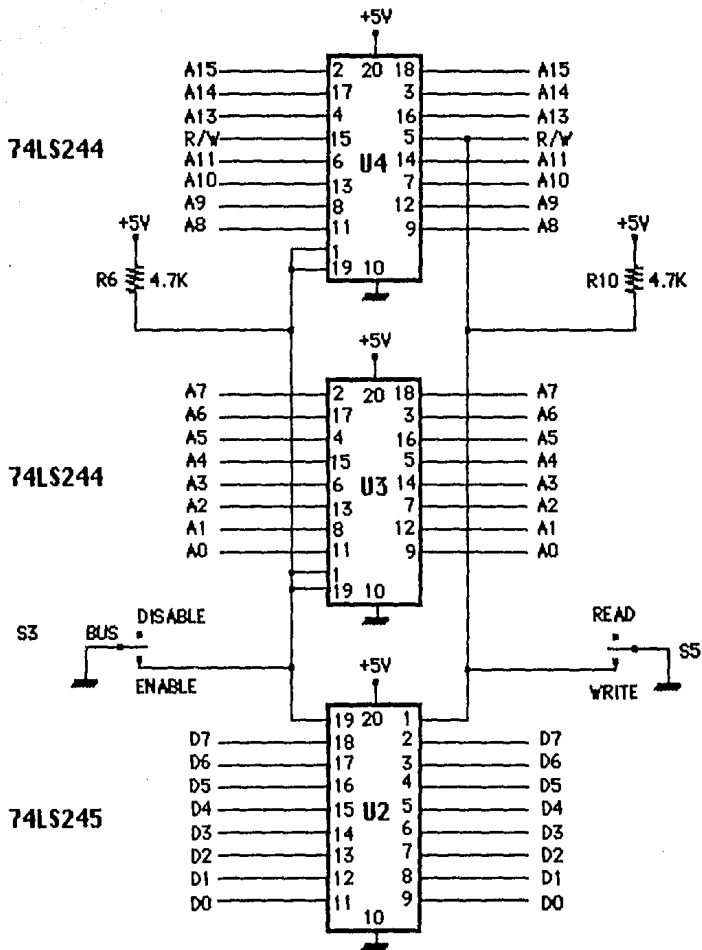 +5V
A15 2 20 18 A15
A14 17 3 A14
A13 4 16 A13
R/W 15 5 R/W
74LS244
A11 6 U4 14 A11
A10 13 7 A10
A9 8 12 A9
A8 11 9 A8
+5V 1 +5V
R6 4.7K 19 10 R10 4.7K
+5V
A7 2 20 18 A7
A6 17 3 A6
A5 4 16 A5
A4 15 5 A4
74LS244
A3 6 U3 14 A3
A2 13 7 A2
A1 8 12 A1
A0 11 9 A0
1
19 10
DISABLE READ
S3 BUS S5
ENABLE +5V WRITE
19 20 1
D7 18 2 D7
D6 17 3 D6
D5 16 4 D5
74LS245
D4 15 U2 5 D4
D3 14 6 D3
D2 13 7 D2
D1 12 8 D1
D0 11 9 D0
10